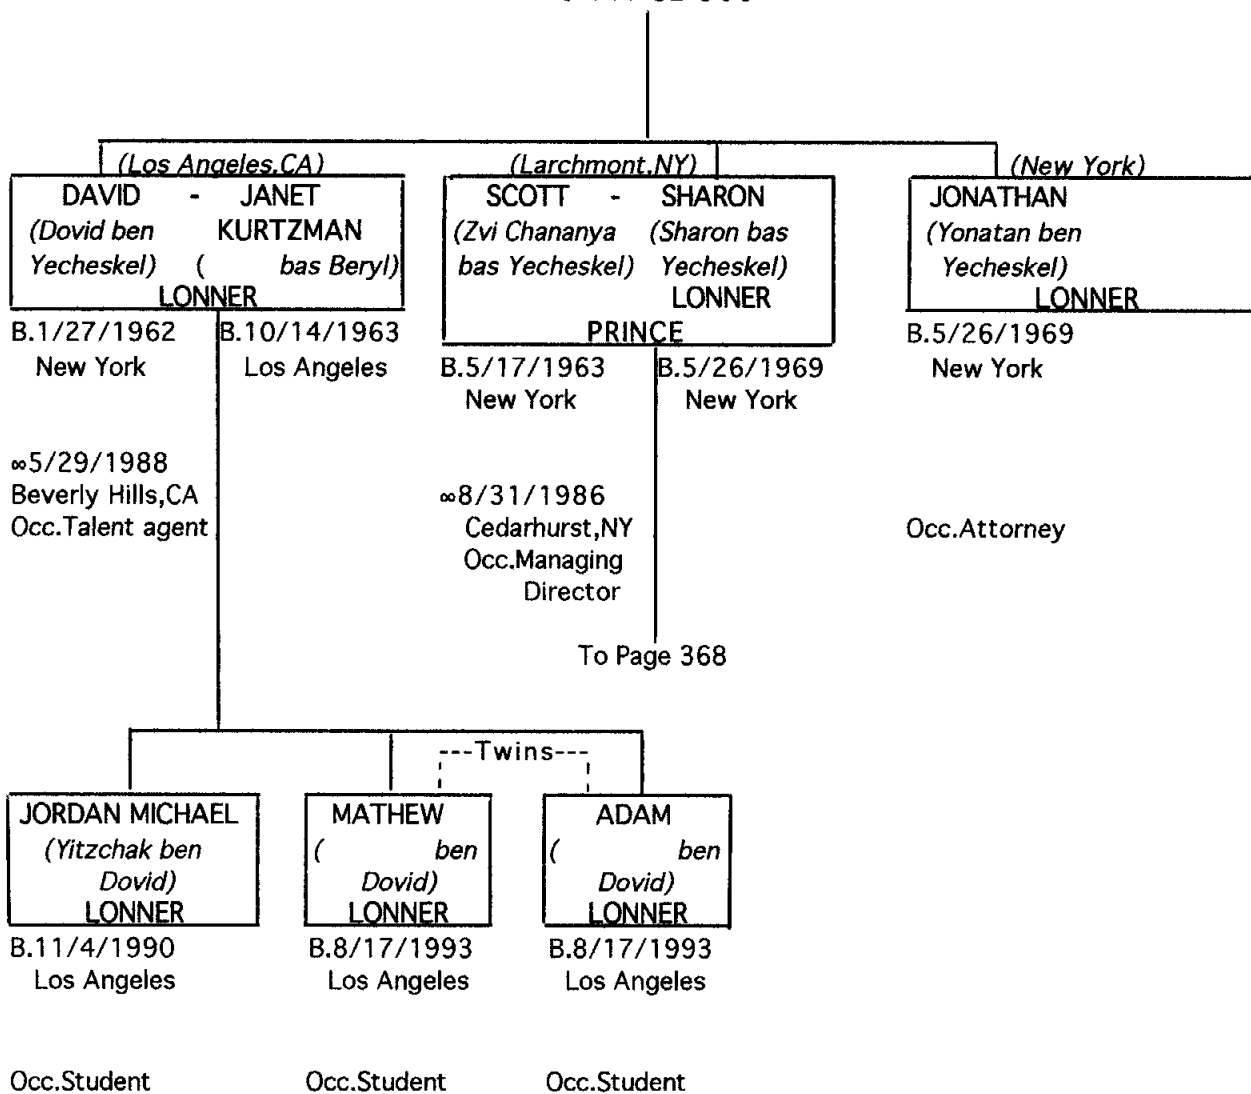 (Los Angeles.CA)
DAVID - JANET
(Dovid ben KURTZMAN
Yecheskel) ( bas Beryl)
LONNER
B.1/27/1962 B.10/14/1963
New York Los Angeles
∞5/29/1988
Beverly Hills,CA
Occ.Talent agent
(Larchmont.NY)
SCOTT - SHARON
(Zvi Chananya (Sharon bas
bas Yecheskel) Yecheskel)
LONNER
PRINCE
B.5/17/1963 B.5/26/1969
New York New York
∞8/31/1986
Cedarhurst,NY
Occ.Managing
Director
To Page 368
(New York)
JONATHAN
(Yonatan ben
Yecheskel)
LONNER
B.5/26/1969
New York
Occ.Attorney
---Twins---
JORDAN MICHAEL
(Yitzchak ben
Dovid)
LONNER
B.11/4/1990
Los Angeles
Occ.Student
MATHEW
( ben
Dovid)
LONNER
B.8/17/1993
Los Angeles
Occ.Student
ADAM
( ben
Dovid)
LONNER
B.8/17/1993
Los Angeles
Occ.Student